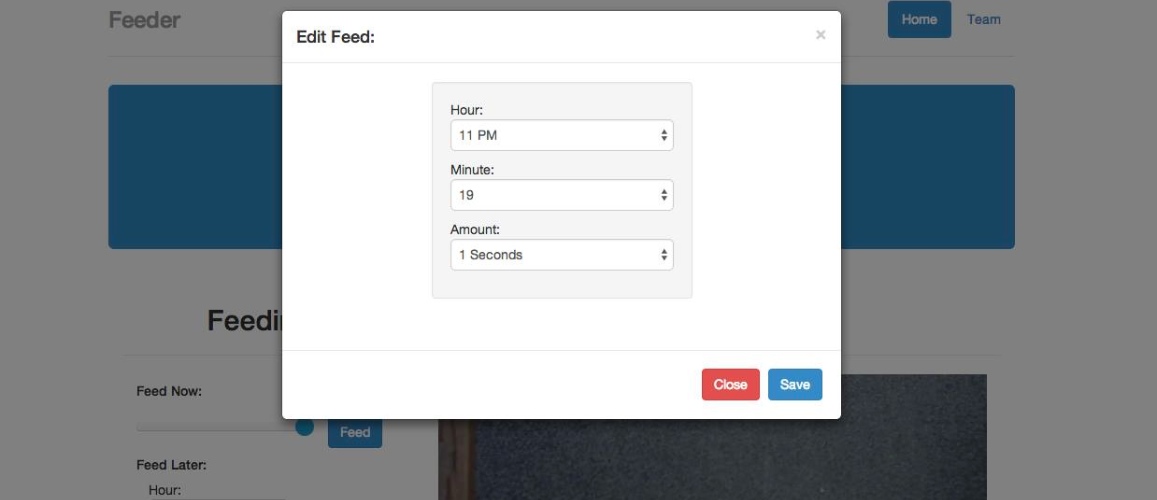 Feeder
Home
Team
Edit Feed:
×
Hour:
11 PM
Minute:
19
Amount:
1 Seconds
Close
Save
Feed Now:
Feed
Feed Later:
Hour: